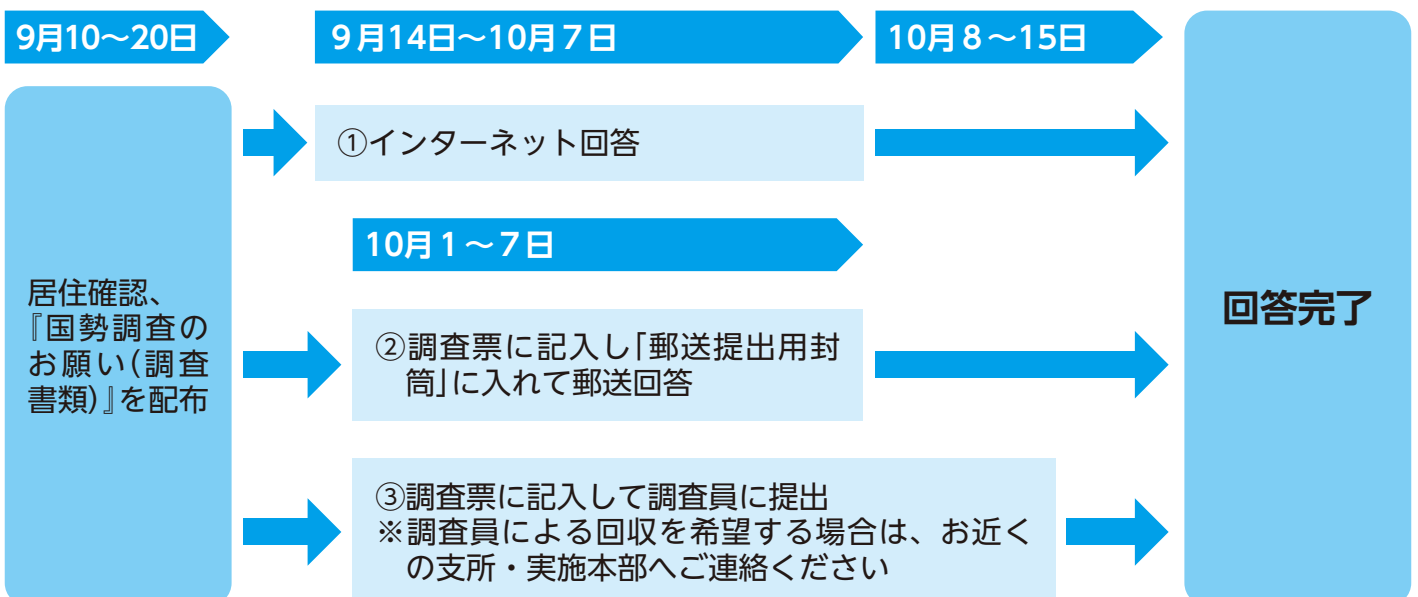 9月10～20日
9月14日～10月7日
10月8～15日
居住確認、
『国勢調査の
お願い(調査
書類)』を配布
①インターネット回答
10月1～7日
②調査票に記入し「郵送提出用封
筒」に入れて郵送回答
③調査票に記入して調査員に提出
※調査員による回収を希望する場合は、お近く
の支所・実施本部へご連絡ください
回答完了